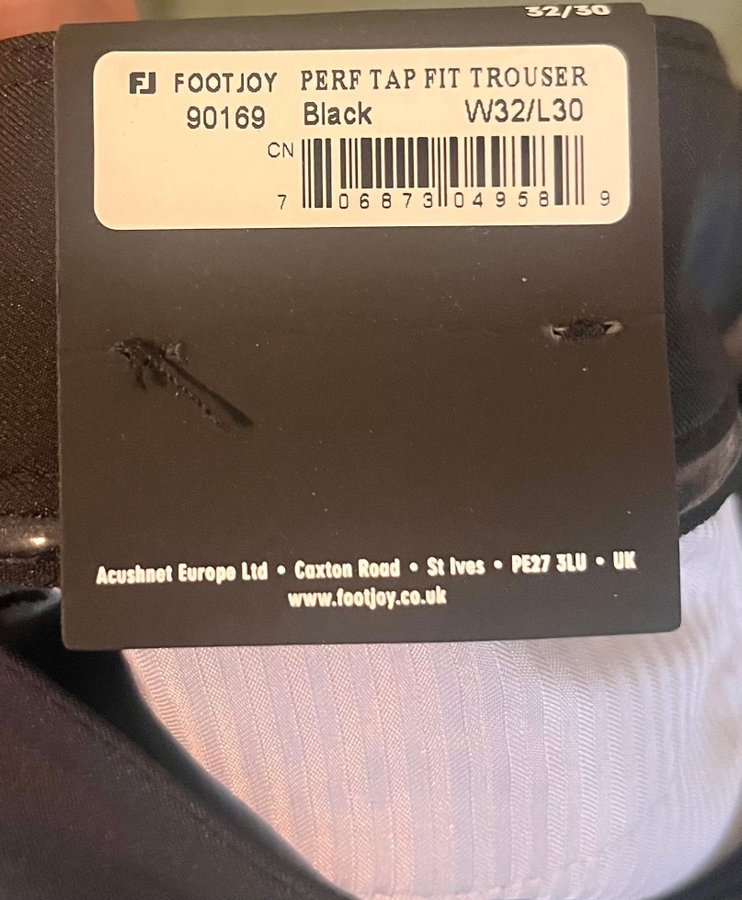 32/30
FJ FOOTJOY PERF TAP FIT TROUSER
90169 Black W32/L30
CN
7 06873 04958 9
Acushnet Europe Ltd • Caxton Road • St Ives • PE27 3LU • UK
www.footjoy.co.uk